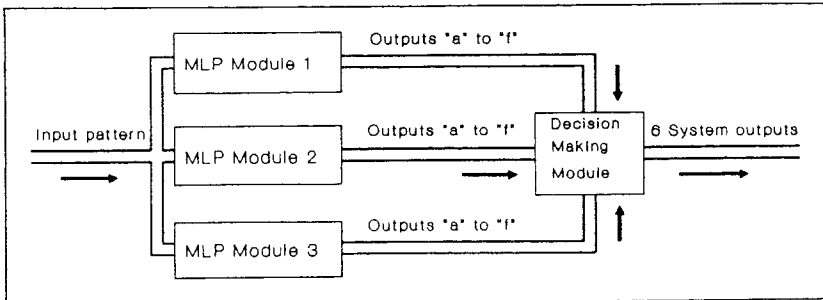 Outputs "a" to "f"
MLP Module 1
Input pattern
MLP Module 2
Outputs "a" to "f"
Decision
Making
Module
6 System outputs
Outputs "a" to "f"
MLP Module 3